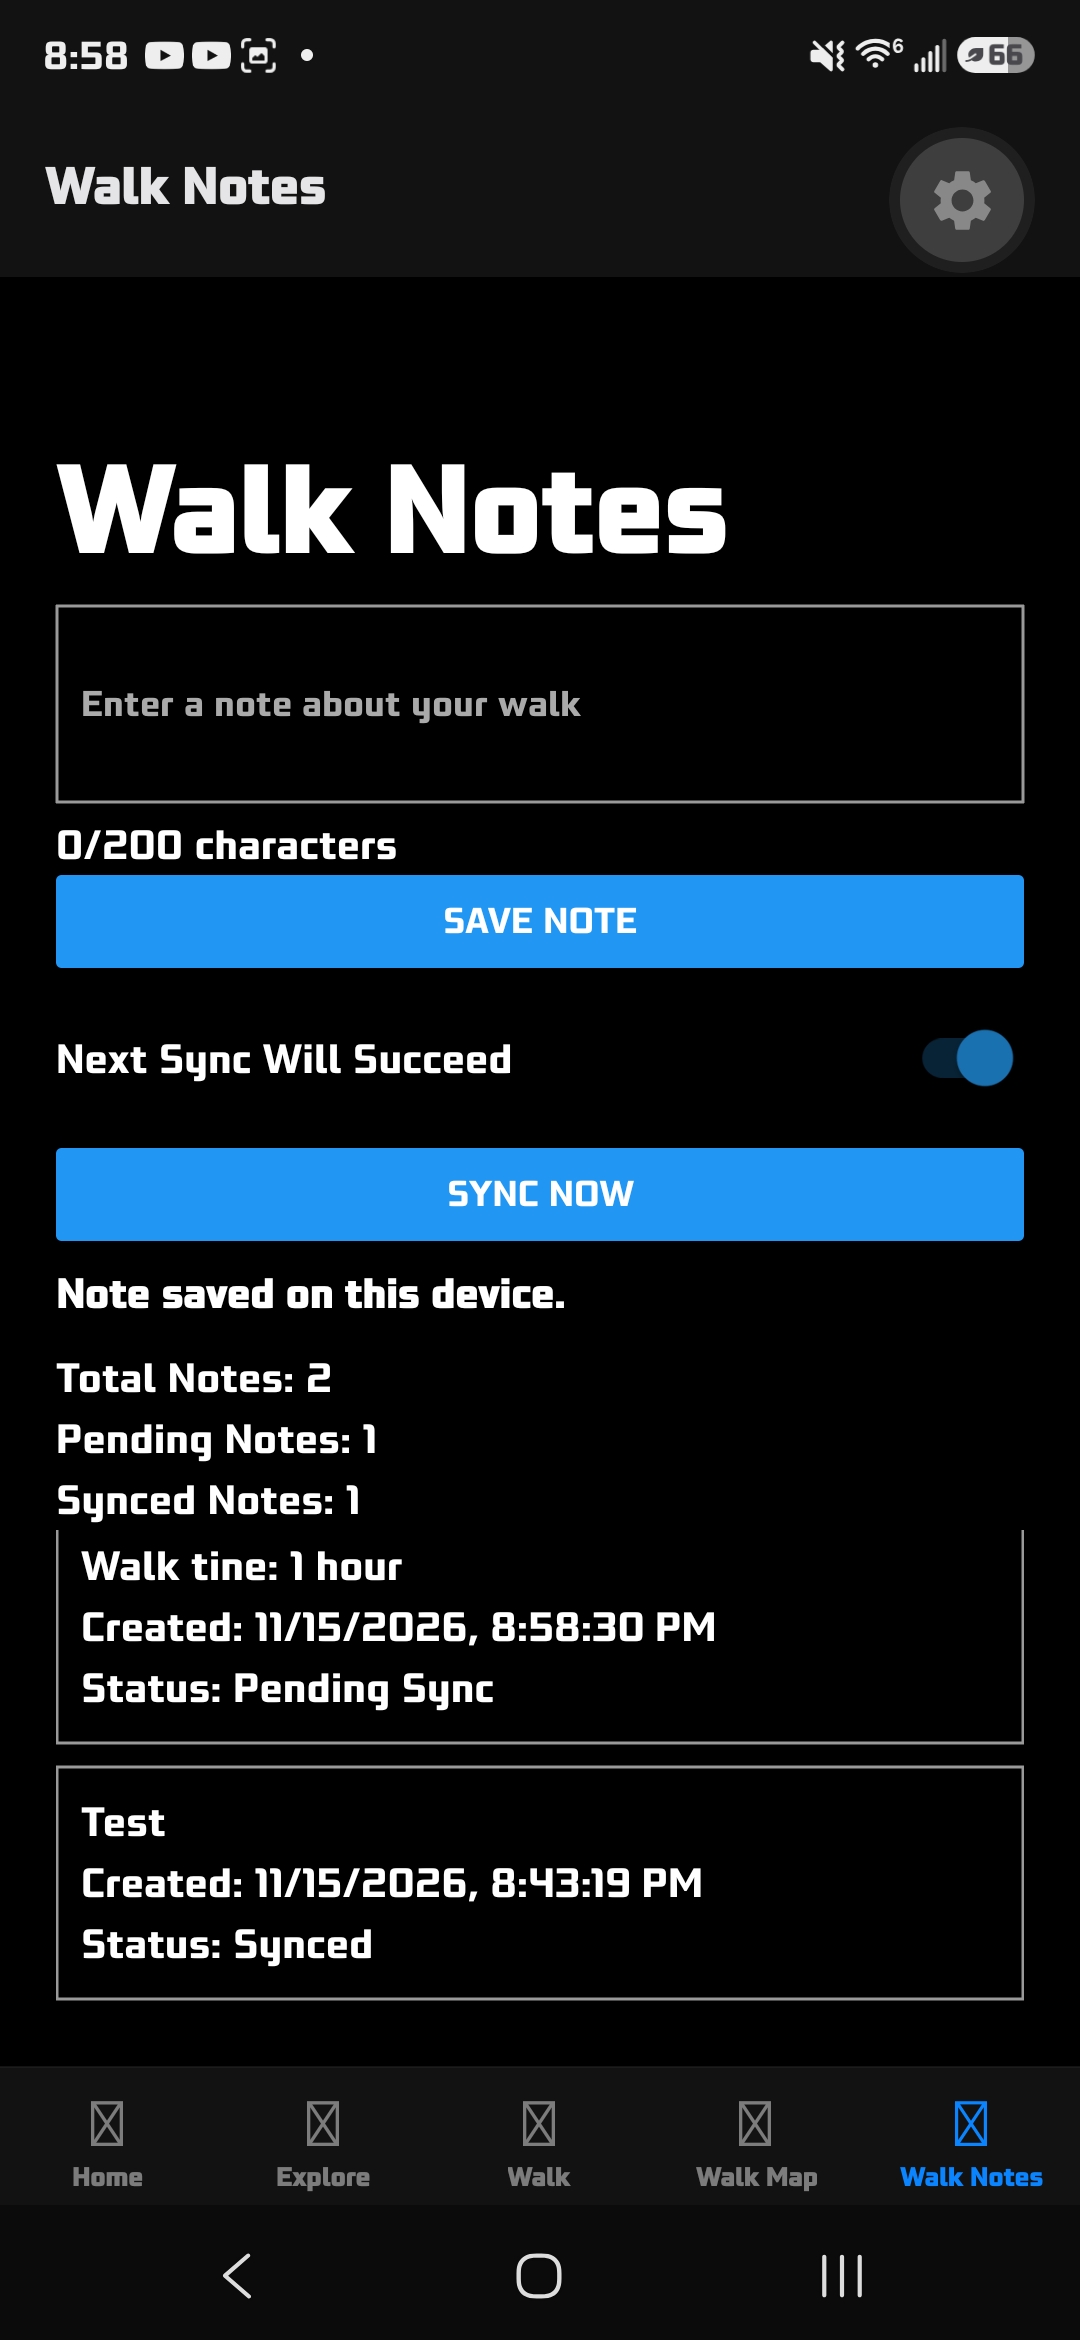 8:58
6
66
Walk Notes
Walk Notes
Enter a note about your walk
0/200 characters
SAVE NOTE
Next Sync Will Succeed
SYNC NOW
Note saved on this device.
Total Notes: 2
Pending Notes: 1
Synced Notes: 1
Walk tine: 1 hour
Created: 11/15/2026, 8:58:30 PM
Status: Pending Sync
Test
Created: 11/15/2026, 8:43:19 PM
Status: Synced
Home
Explore
Walk
Walk Map
Walk Notes